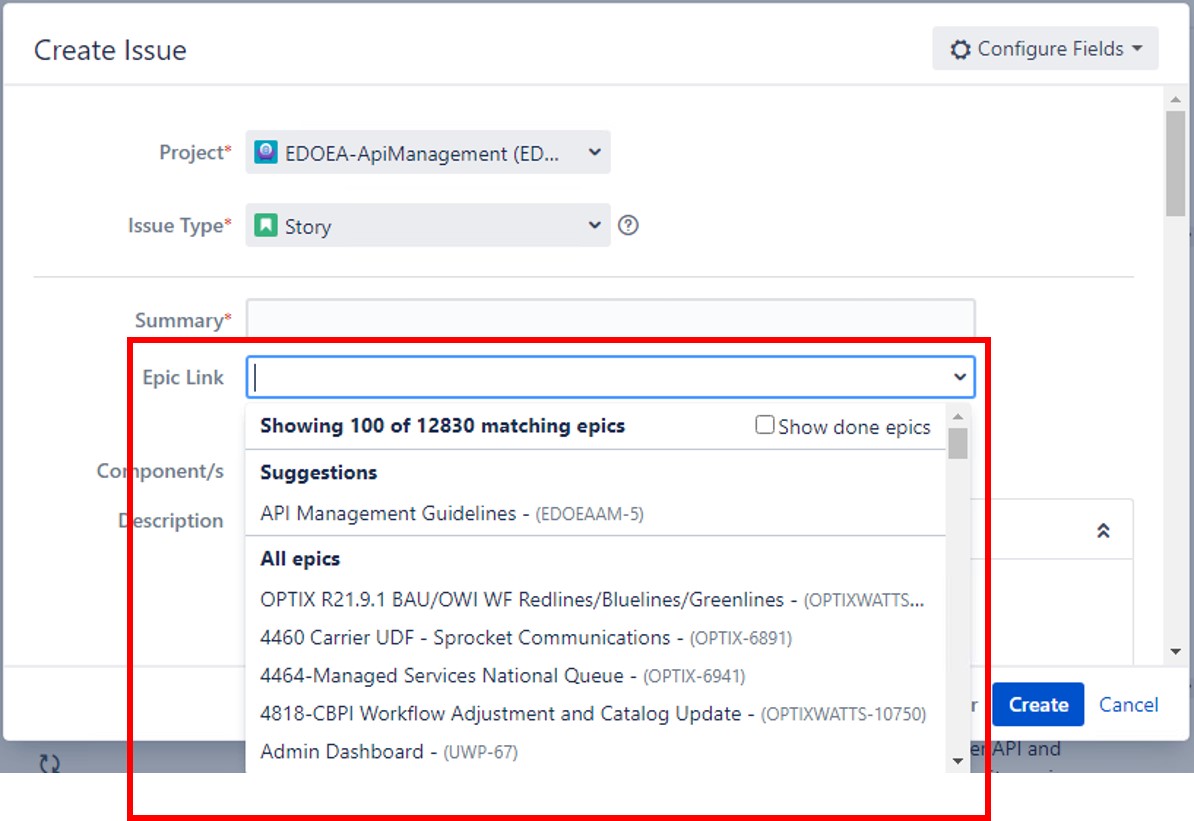 Create Issue
Configure Fields
Project* EDOEA-ApiManagement (ED...
Issue Type* Story
Summary*
Epic Link
Showing 100 of 12830 matching epics Show done epics
Component/s
Suggestions
API Management Guidelines - (EDOEAAM-5)
Description
All epics
OPTIX R21.9.1 BAU/OWI WF Redlines/Bluelines/Greenlines - (OPTIXWATTS...
4460 Carrier UDF - Sprocket Communications - (OPTIX-6891)
4464-Managed Services National Queue - (OPTIX-6941)
4818-CBPI Workflow Adjustment and Catalog Update - (OPTIXWATTS-10750)
Create Cancel
Admin Dashboard - (UWP-67)
API and